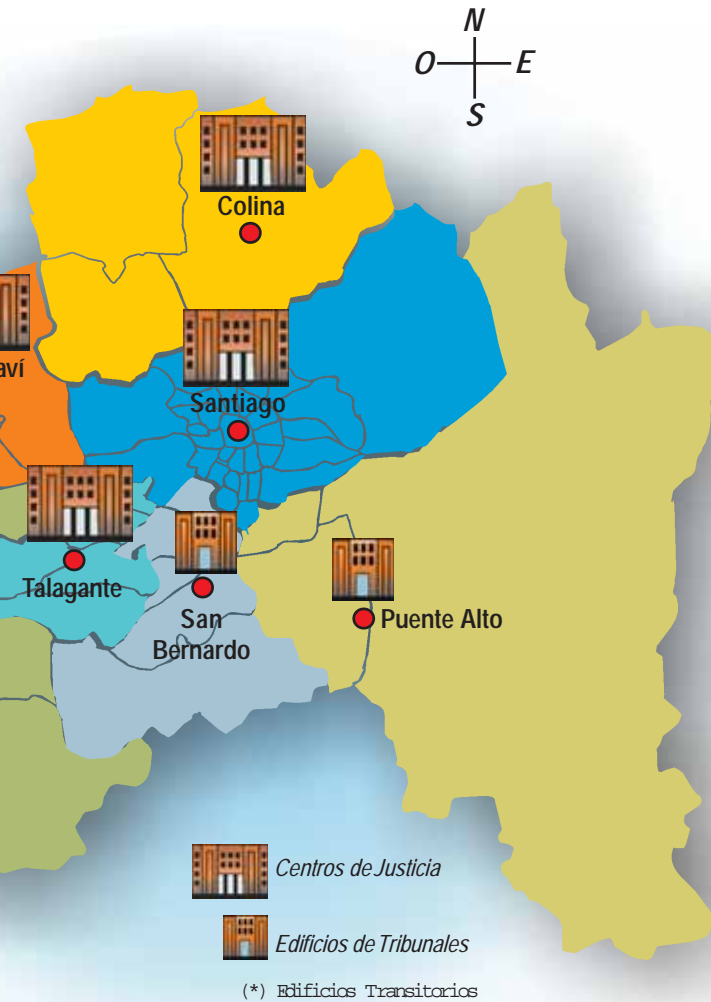 N
O E
S
Colina
aví
Santiago
Talagante
San
Bernardo
Puente Alto
Centros de Justicia
Edificios de Tribunales
(*) Edificios Transitorios